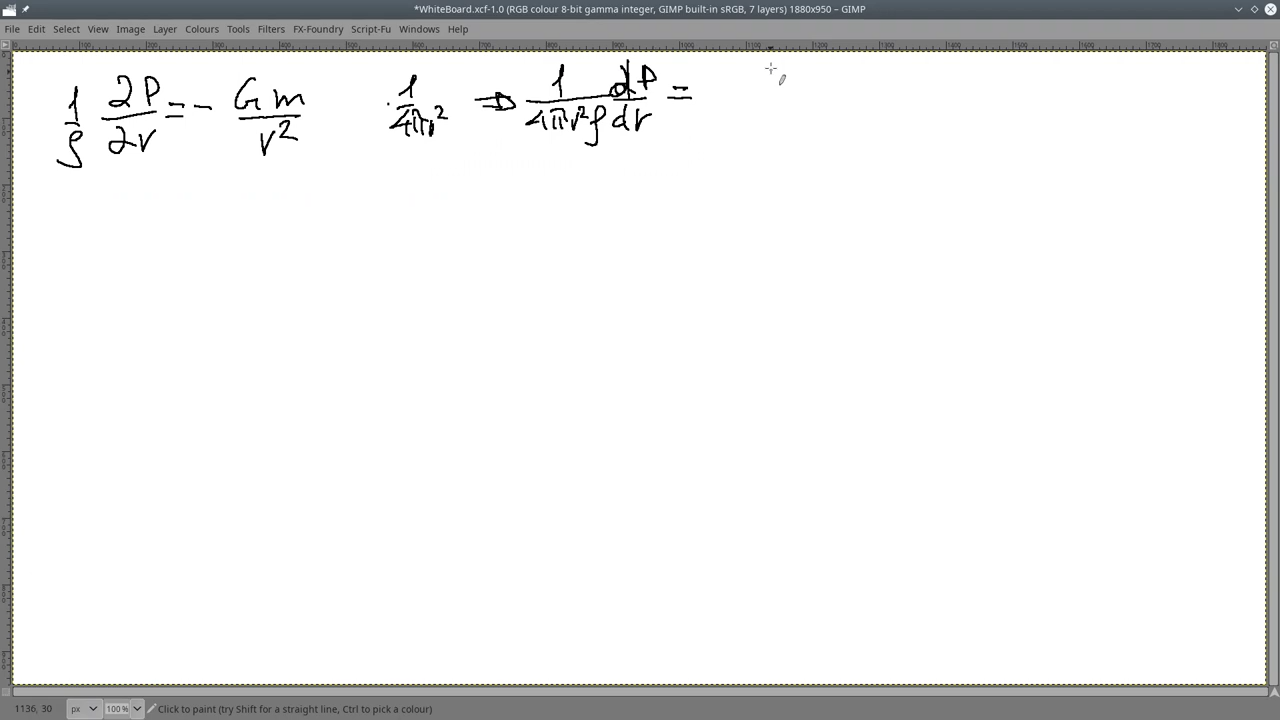 *WhiteBoard.xcf-1.0 (RGB colour 8-bit gamma integer, GIMP built-in sRGB, 7 layers) 1880x950 – GIMP
File Edit Select View Image Layer Colours Tools Filters FX-Foundry Script-Fu Windows Help
1/ρ ∂P/∂r = - Gm/r² · 1/4πr² ⇒ 1/4πr²ρ dP/dr =
1136, 30 px 100% Click to paint (try Shift for a straight line, Ctrl to pick a colour)